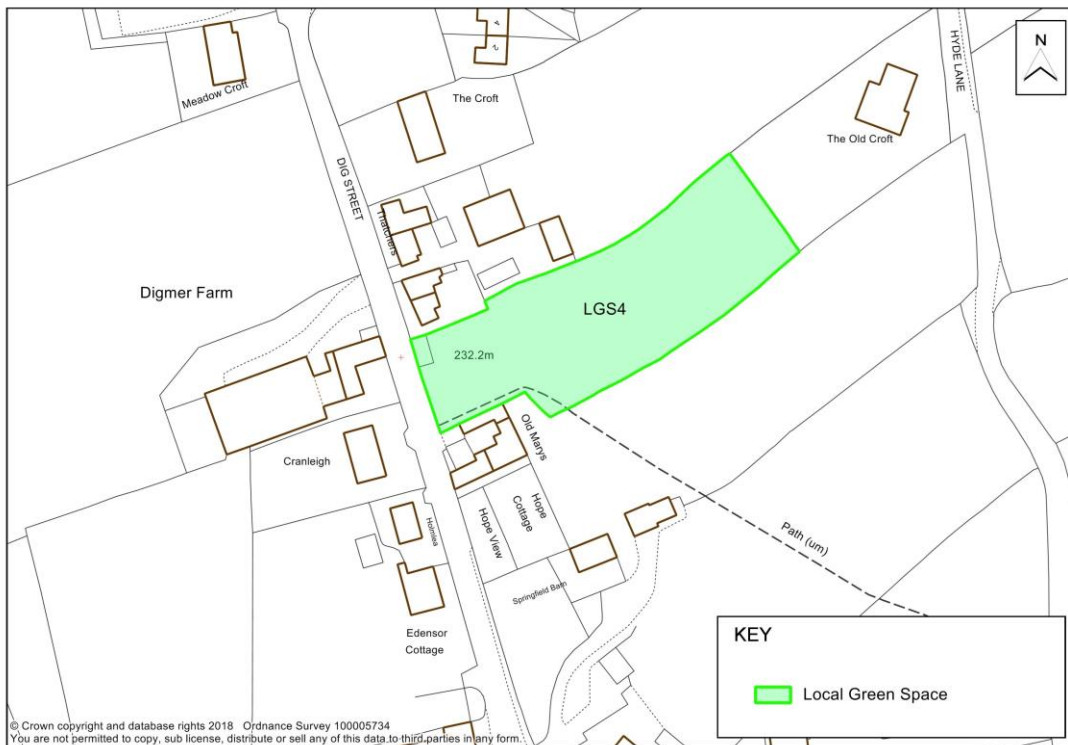 N
HYDE LANE
4
2
Meadow Croft
The Croft
The Old Croft
DIG STREET
Thatchers
Digmer Farm
LGS4
232.2m
Cranleigh
Old Marys
Hope
Cottage
Hope View
Holmlea
Path (um)
Springfield Barn
Edensor
Cottage
KEY
Local Green Space
© Crown copyright and database rights 2018 Ordnance Survey 100005734
You are not permitted to copy, sub license, distribute or sell any of this data to third parties in any form.